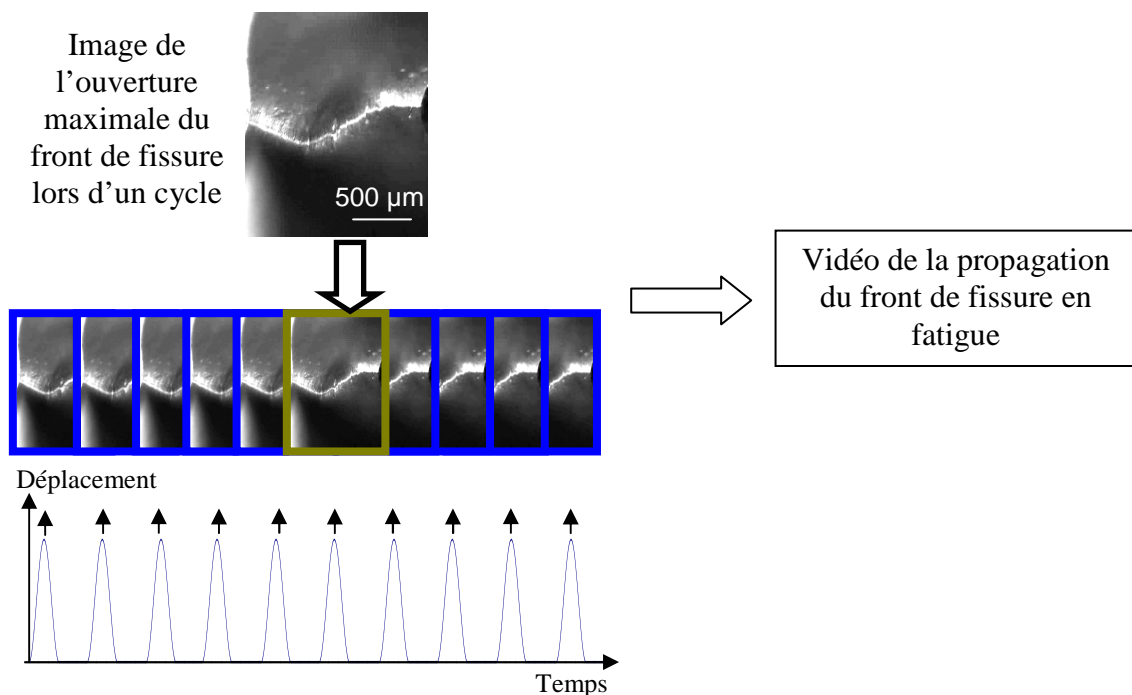 Image de
l’ouverture
maximale du
front de fissure
lors d’un cycle
500 µm
Vidéo de la propagation
du front de fissure en
fatigue
Déplacement
Temps